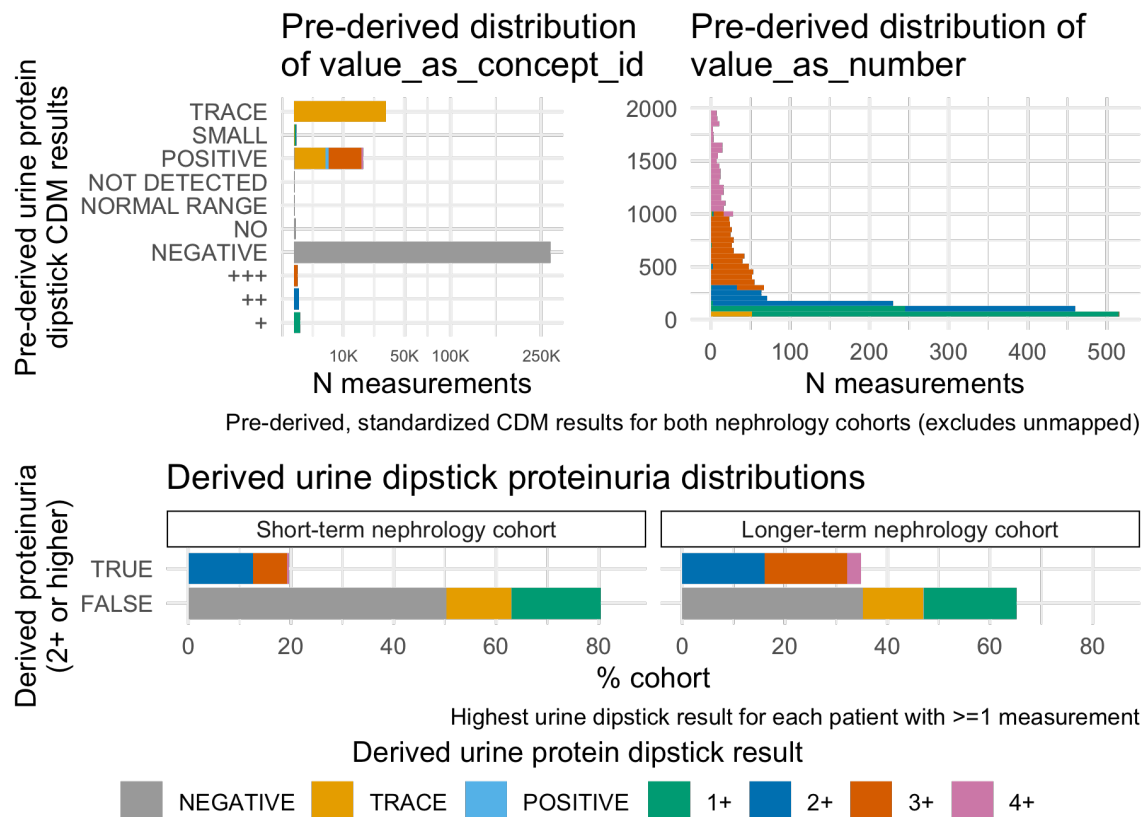 Pre-derived distribution
of value_as_concept_id
Pre-derived distribution of
value_as_number
Pre-derived urine protein
dipstick CDM results
TRACE
SMALL
POSITIVE
NOT DETECTED
NORMAL RANGE
NO
NEGATIVE
+++
++
+
10K 50K 100K 250K
N measurements
2000
1500
1000
500
0
0 100 200 300 400 500
N measurements
Pre-derived, standardized CDM results for both nephrology cohorts (excludes unmapped)
Derived urine dipstick proteinuria distributions
Derived proteinuria
(2+ or higher)
Short-term nephrology cohort
Longer-term nephrology cohort
TRUE
FALSE
0 20 40 60 80
0 20 40 60 80
% cohort
Highest urine dipstick result for each patient with >=1 measurement
Derived urine protein dipstick result
NEGATIVE TRACE POSITIVE 1+ 2+ 3+ 4+